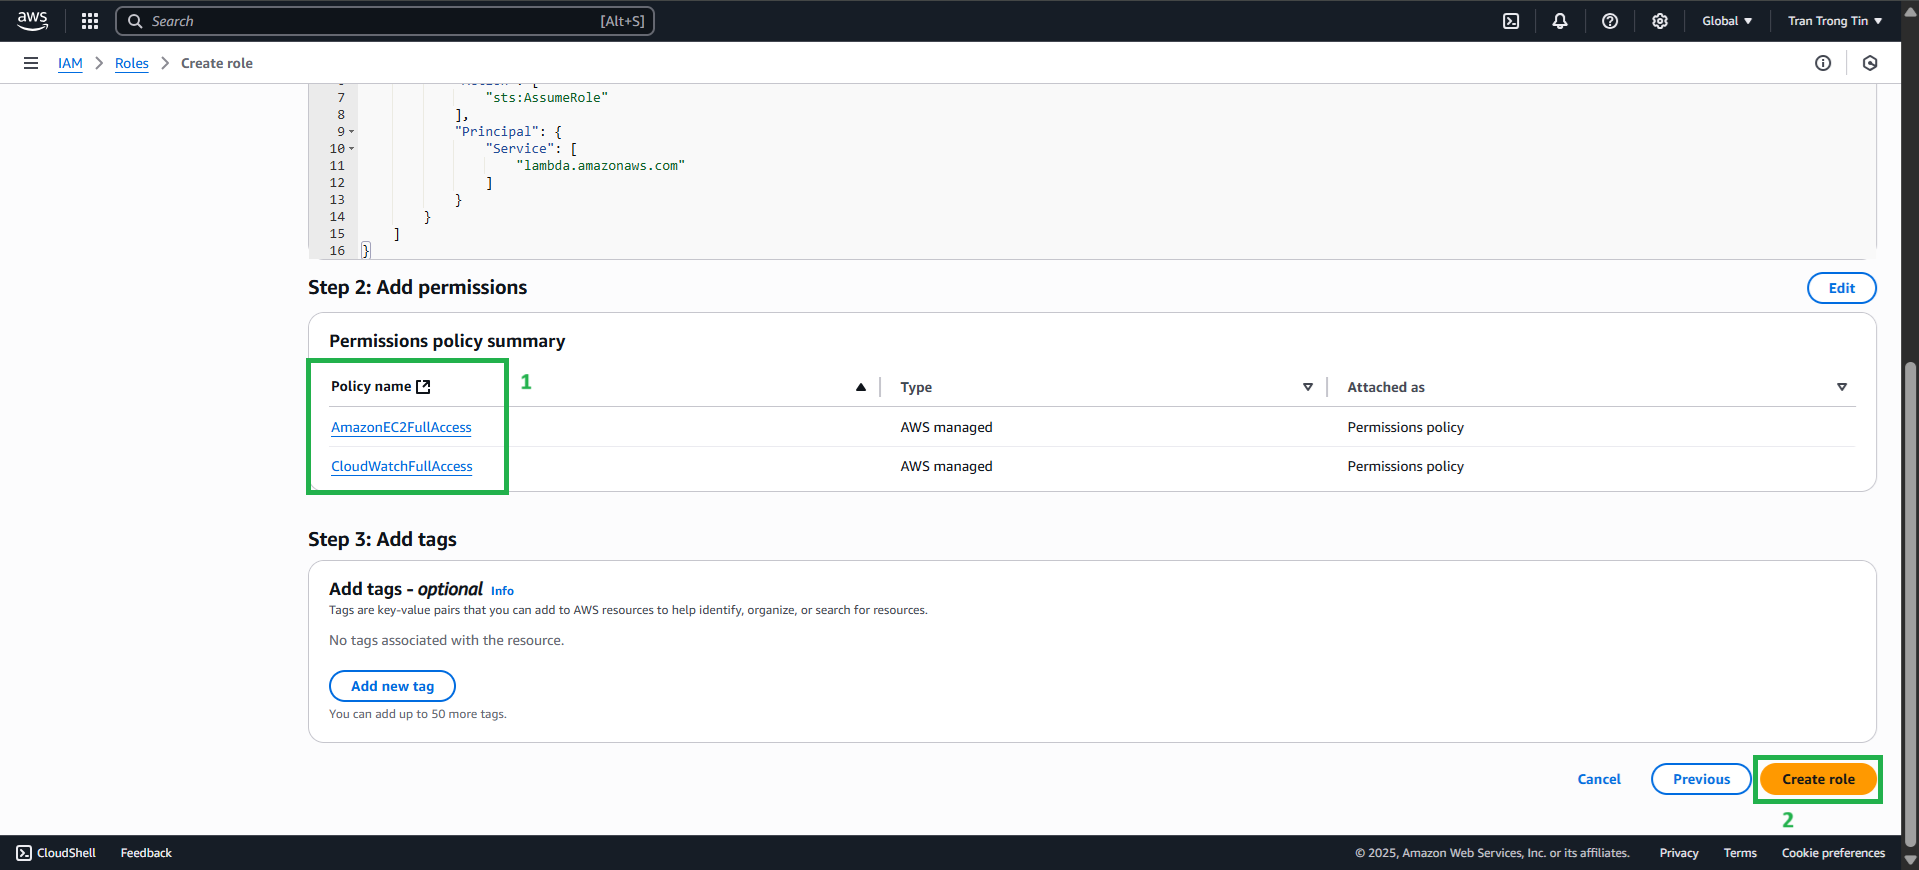 aws
Search [Alt+S]
Global
Tran Trong Tin
IAM > Roles > Create role
7 "sts:AssumeRole"
8 ],
9 "Principal": {
10 "Service": [
11 "lambda.amazonaws.com"
12 ]
13 }
14 }
15 ]
16 }
Step 2: Add permissions
Edit
Permissions policy summary
Policy name 1 Type Attached as
AmazonEC2FullAccess AWS managed Permissions policy
CloudWatchFullAccess AWS managed Permissions policy
Step 3: Add tags
Add tags - optional Info
Tags are key-value pairs that you can add to AWS resources to help identify, organize, or search for resources.
No tags associated with the resource.
Add new tag
You can add up to 50 more tags.
Cancel Previous Create role
2
CloudShell Feedback © 2025, Amazon Web Services, Inc. or its affiliates. Privacy Terms Cookie preferences